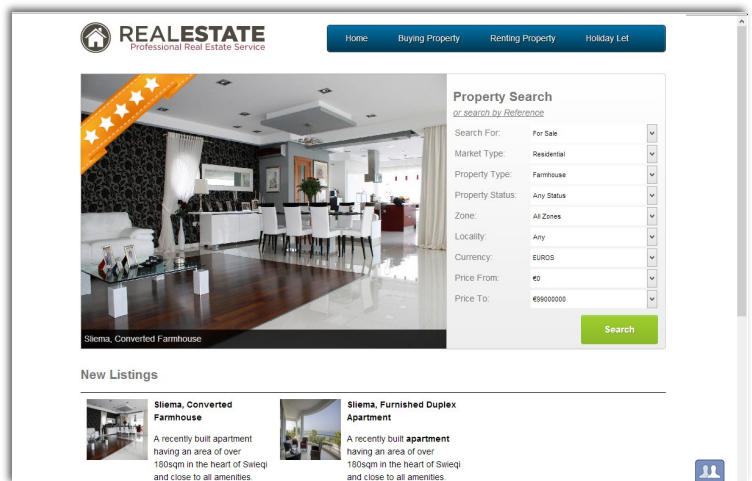 REALESTATE
Professional Real Estate Service
Home Buying Property Renting Property Holiday Let
Sliema, Converted Farmhouse
Property Search
or search by Reference
Search For: For Sale
Market Type: Residential
Property Type: Farmhouse
Property Status: Any Status
Zone: All Zones
Locality: Any
Currency: EUROS
Price From: €0
Price To: €99000000
Search
New Listings
Sliema, Converted
Farmhouse
A recently built apartment
having an area of over
180sqm in the heart of Swieqi
and close to all amenities.
Sliema, Furnished Duplex
Apartment
A recently built apartment
having an area of over
180sqm in the heart of Swieqi
and close to all amenities.